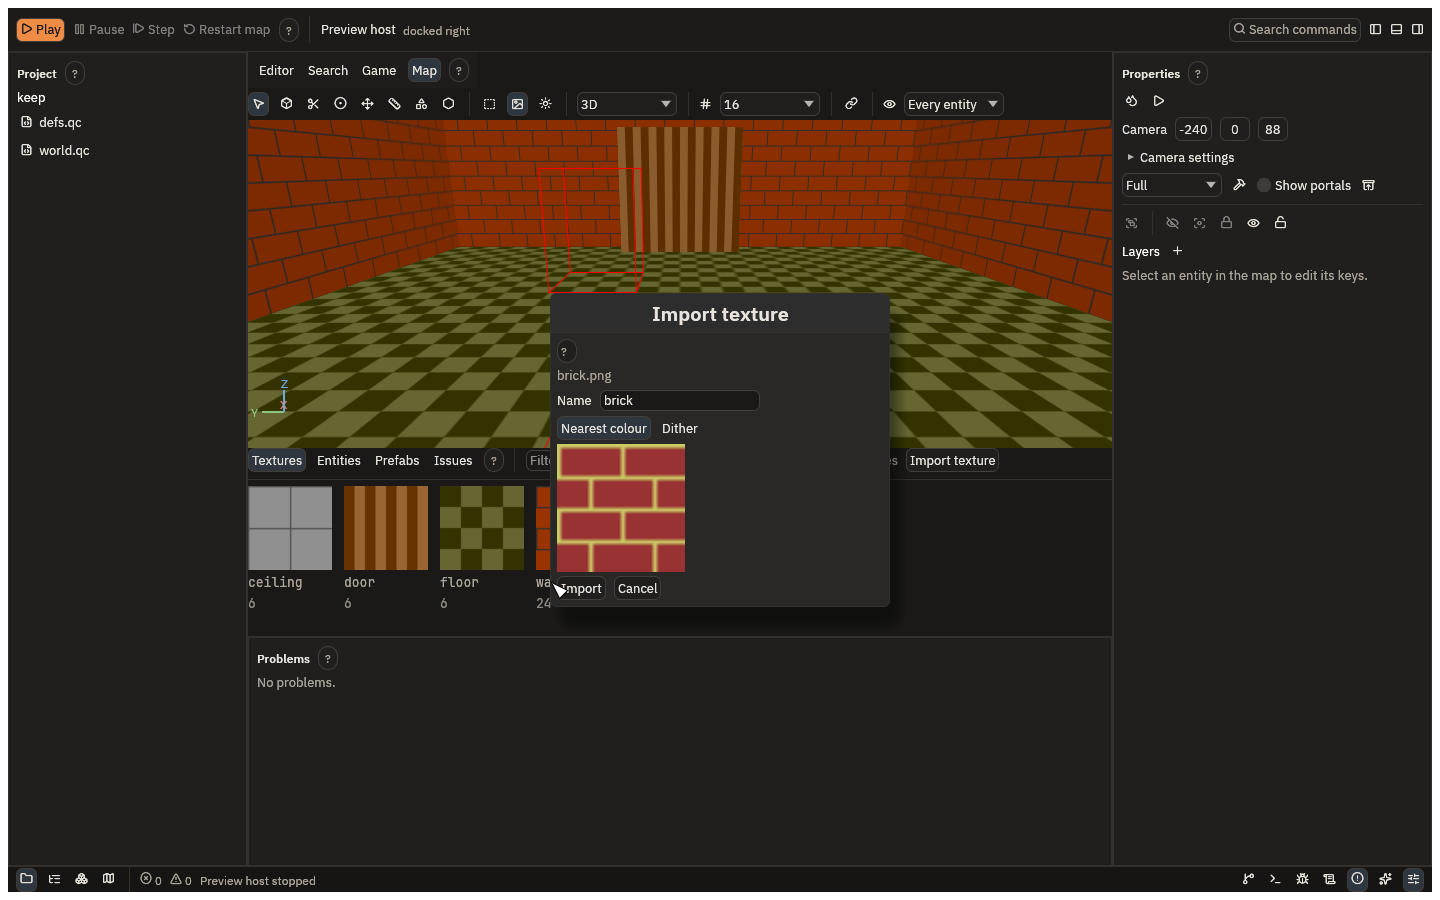 Play Pause Step Restart map ? Preview host docked right Search commands
Project ?
keep
defs.qc
world.qc
Editor Search Game Map ?
3D 16 Every entity
Z
Y X
Import texture
?
brick.png
Name brick
Nearest colour Dither
Import Cancel
Textures Entities Prefabs Issues ? Import texture
ceiling door floor
6 6 6 24
Problems ?
No problems.
Properties ?
Camera -240 0 88
Camera settings
Full Show portals
Layers +
Select an entity in the map to edit its keys.
0 0 Preview host stopped